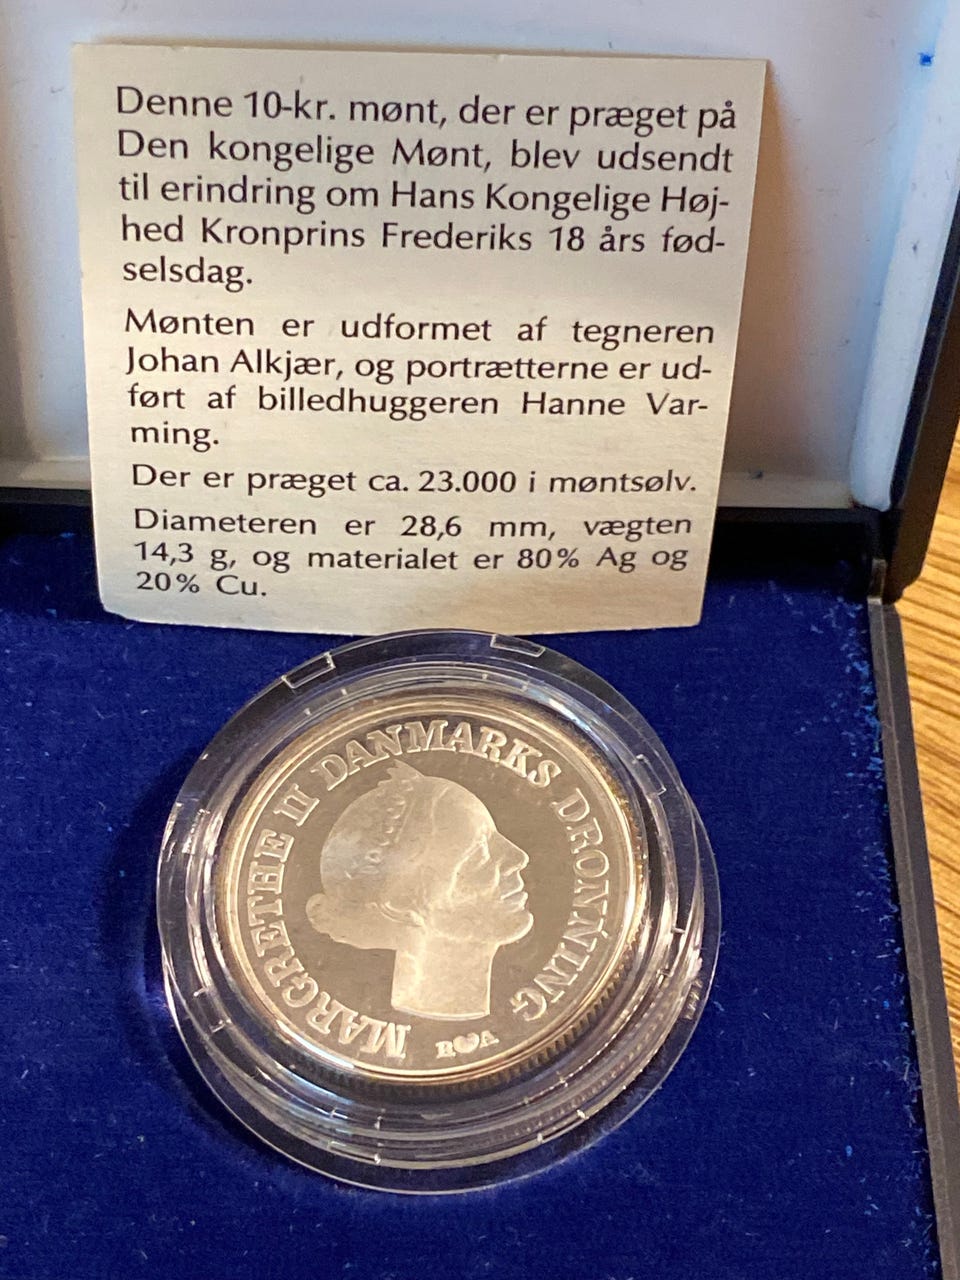 Denne 10-kr. mønt, der er præget på
Den kongelige Mønt, blev udsendt
til erindring om Hans Kongelige Høj-
hed Kronprins Frederiks 18 års fød-
selsdag.
Mønten er udformet af tegneren
Johan Alkjær, og portrætterne er ud-
ført af billedhuggeren Hanne Var-
ming.
Der er præget ca. 23.000 i møntsølv.
Diameteren er 28,6 mm, vægten
14,3 g, og materialet er 80% Ag og
20% Cu.
MARGRETHE II DANMARKS DRONNING
R♥A